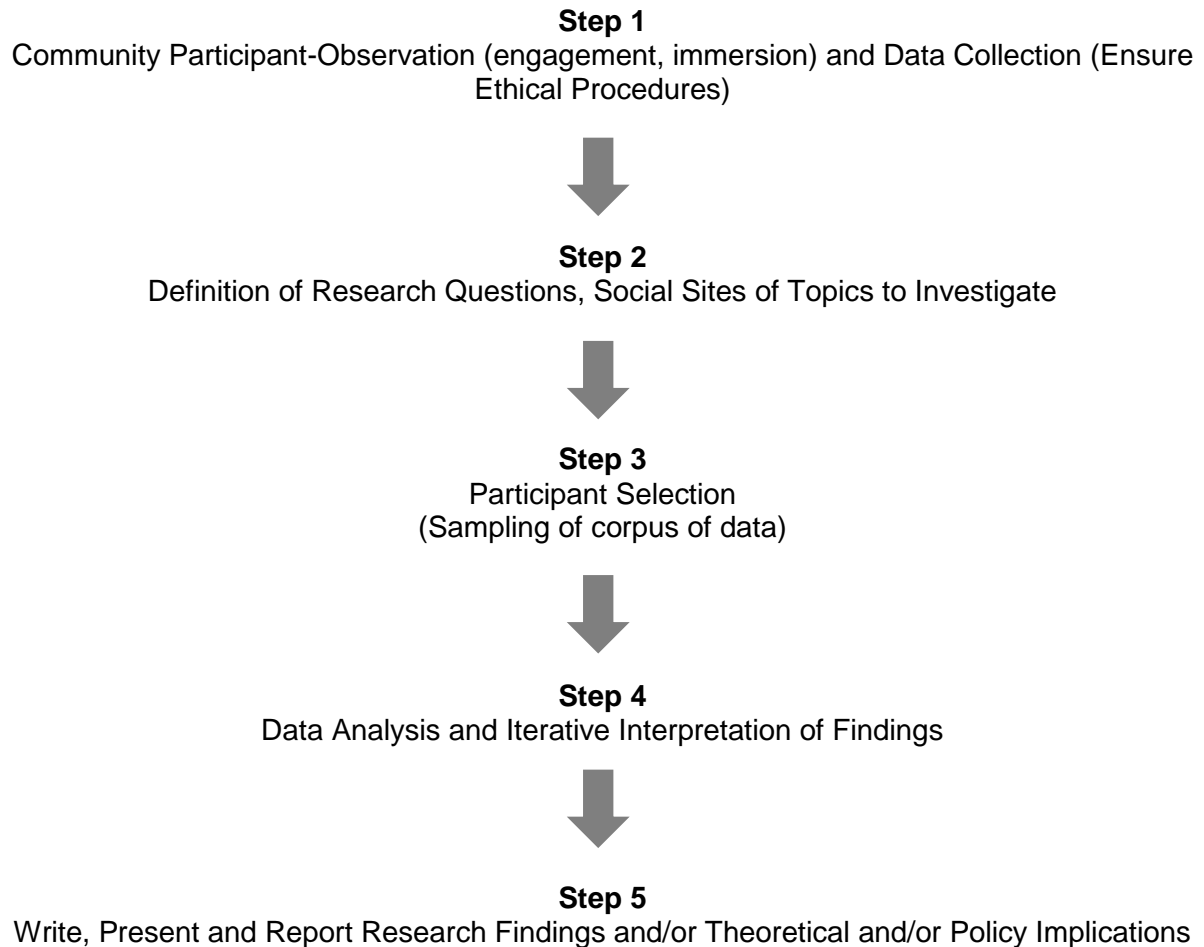 Step 1
Community Participant-Observation (engagement, immersion) and Data Collection (Ensure
Ethical Procedures)
Step 2
Definition of Research Questions, Social Sites of Topics to Investigate
Step 3
Participant Selection
(Sampling of corpus of data)
Step 4
Data Analysis and Iterative Interpretation of Findings
Step 5
Write, Present and Report Research Findings and/or Theoretical and/or Policy Implications